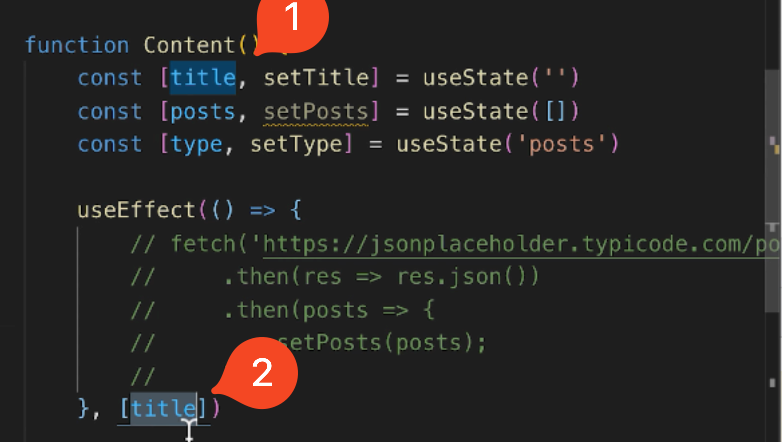 1
function Content() {
const [title, setTitle] = useState('')
const [posts, setPosts] = useState([])
const [type, setType] = useState('posts')
useEffect(() => {
// fetch('https://jsonplaceholder.typicode.com/po
// .then(res => res.json())
// .then(posts => {
// setPosts(posts);
//
2
}, [title])